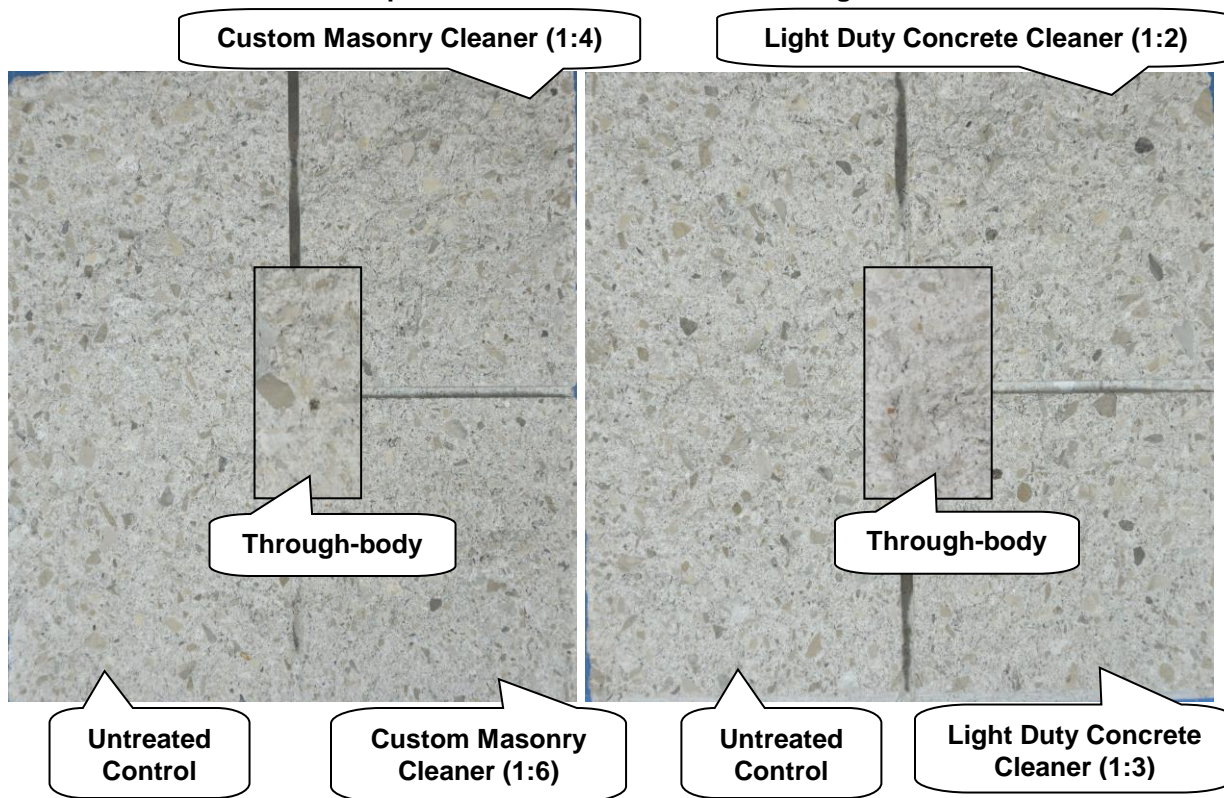 Custom Masonry Cleaner (1:4)
Light Duty Concrete Cleaner (1:2)
Through-body
Through-body
Untreated
Control
Custom Masonry
Cleaner (1:6)
Untreated
Control
Light Duty Concrete
Cleaner (1:3)